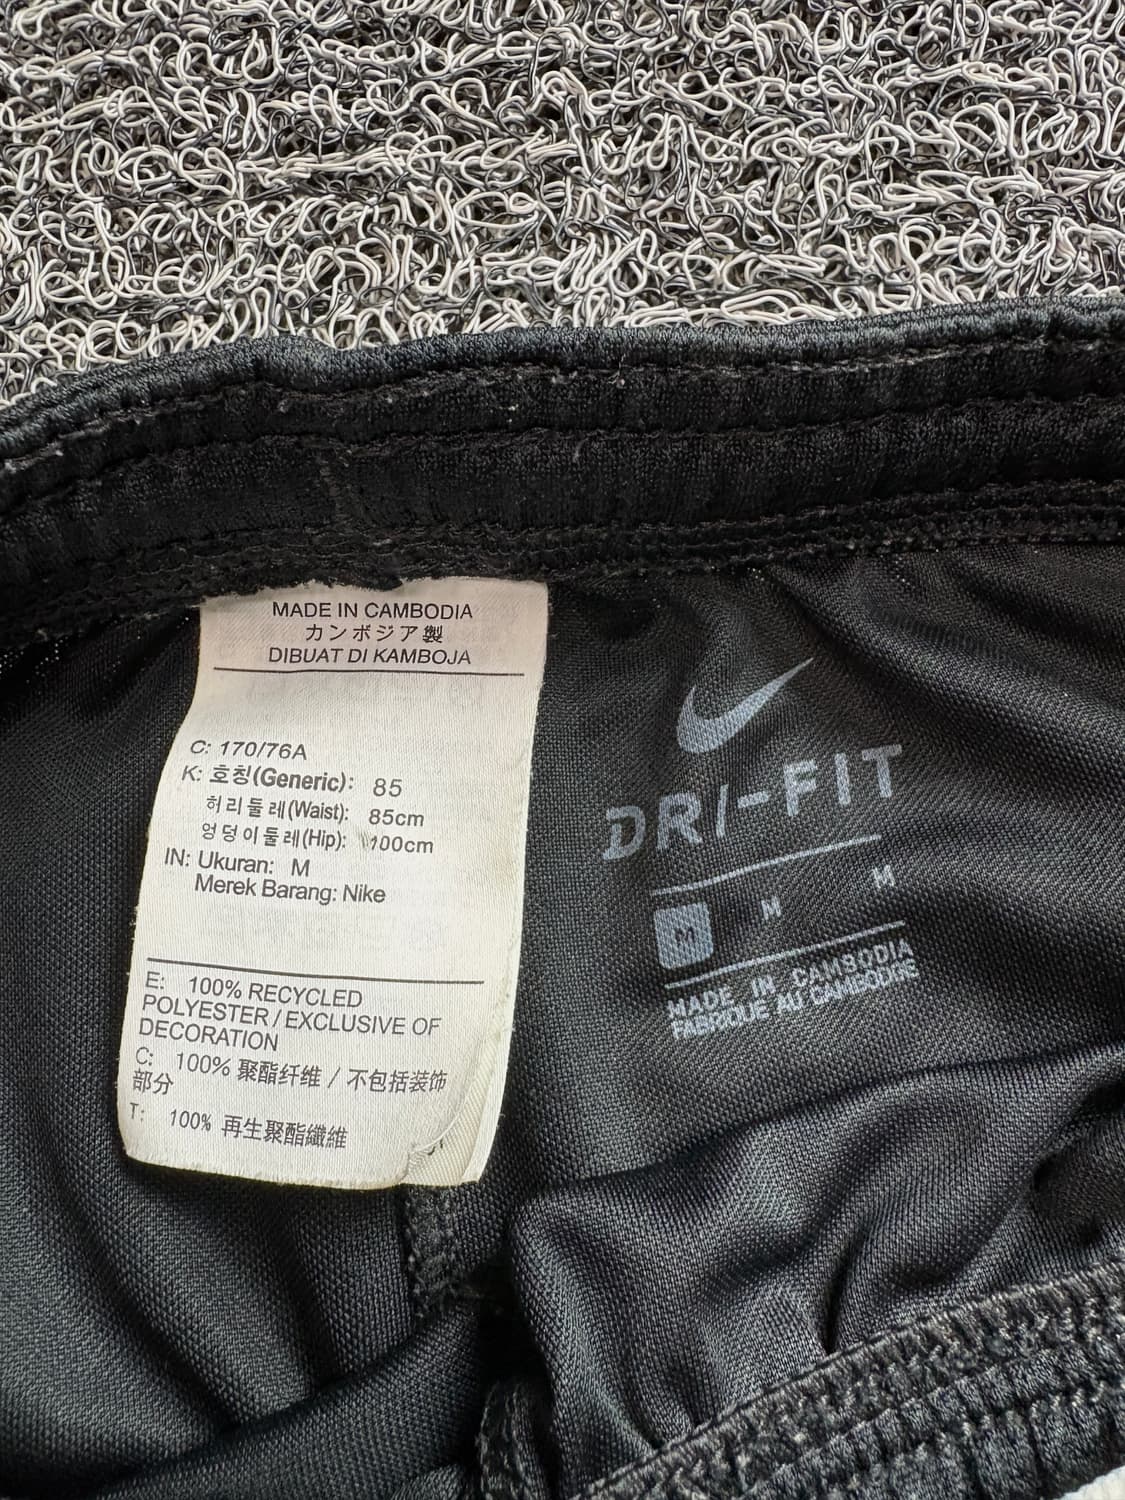 MADE IN CAMBODIA
カンボジア製
DIBUAT DI KAMBOJA
C: 170/76A
K: 호칭(Generic): 85
허리둘레(Waist): 85cm
엉덩이둘레(Hip): 100cm
IN: Ukuran: M
Merek Barang: Nike
E: 100% RECYCLED
POLYESTER / EXCLUSIVE OF
DECORATION
C: 100% 聚酯纤维 / 不包括装饰
部分
T: 100% 再生聚酯纖維
DRI-FIT
M M M
MADE IN CAMBODIA
FABRIQUÉ AU CAMBODGE